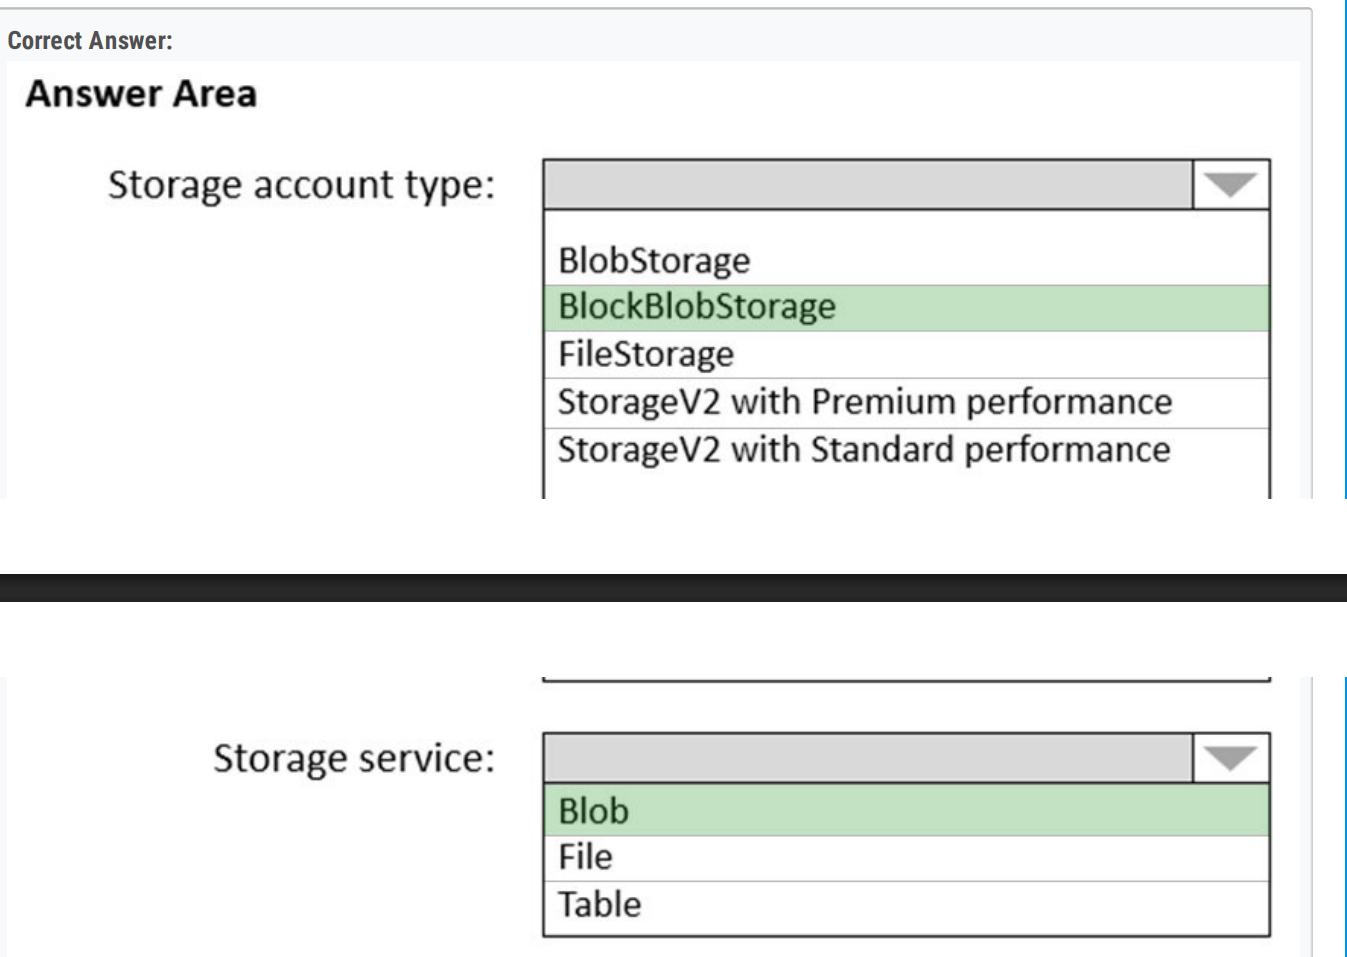 Correct Answer:
Answer Area
Storage account type:
BlobStorage
BlockBlobStorage
FileStorage
StorageV2 with Premium performance
StorageV2 with Standard performance
Storage service:
Blob
File
Table